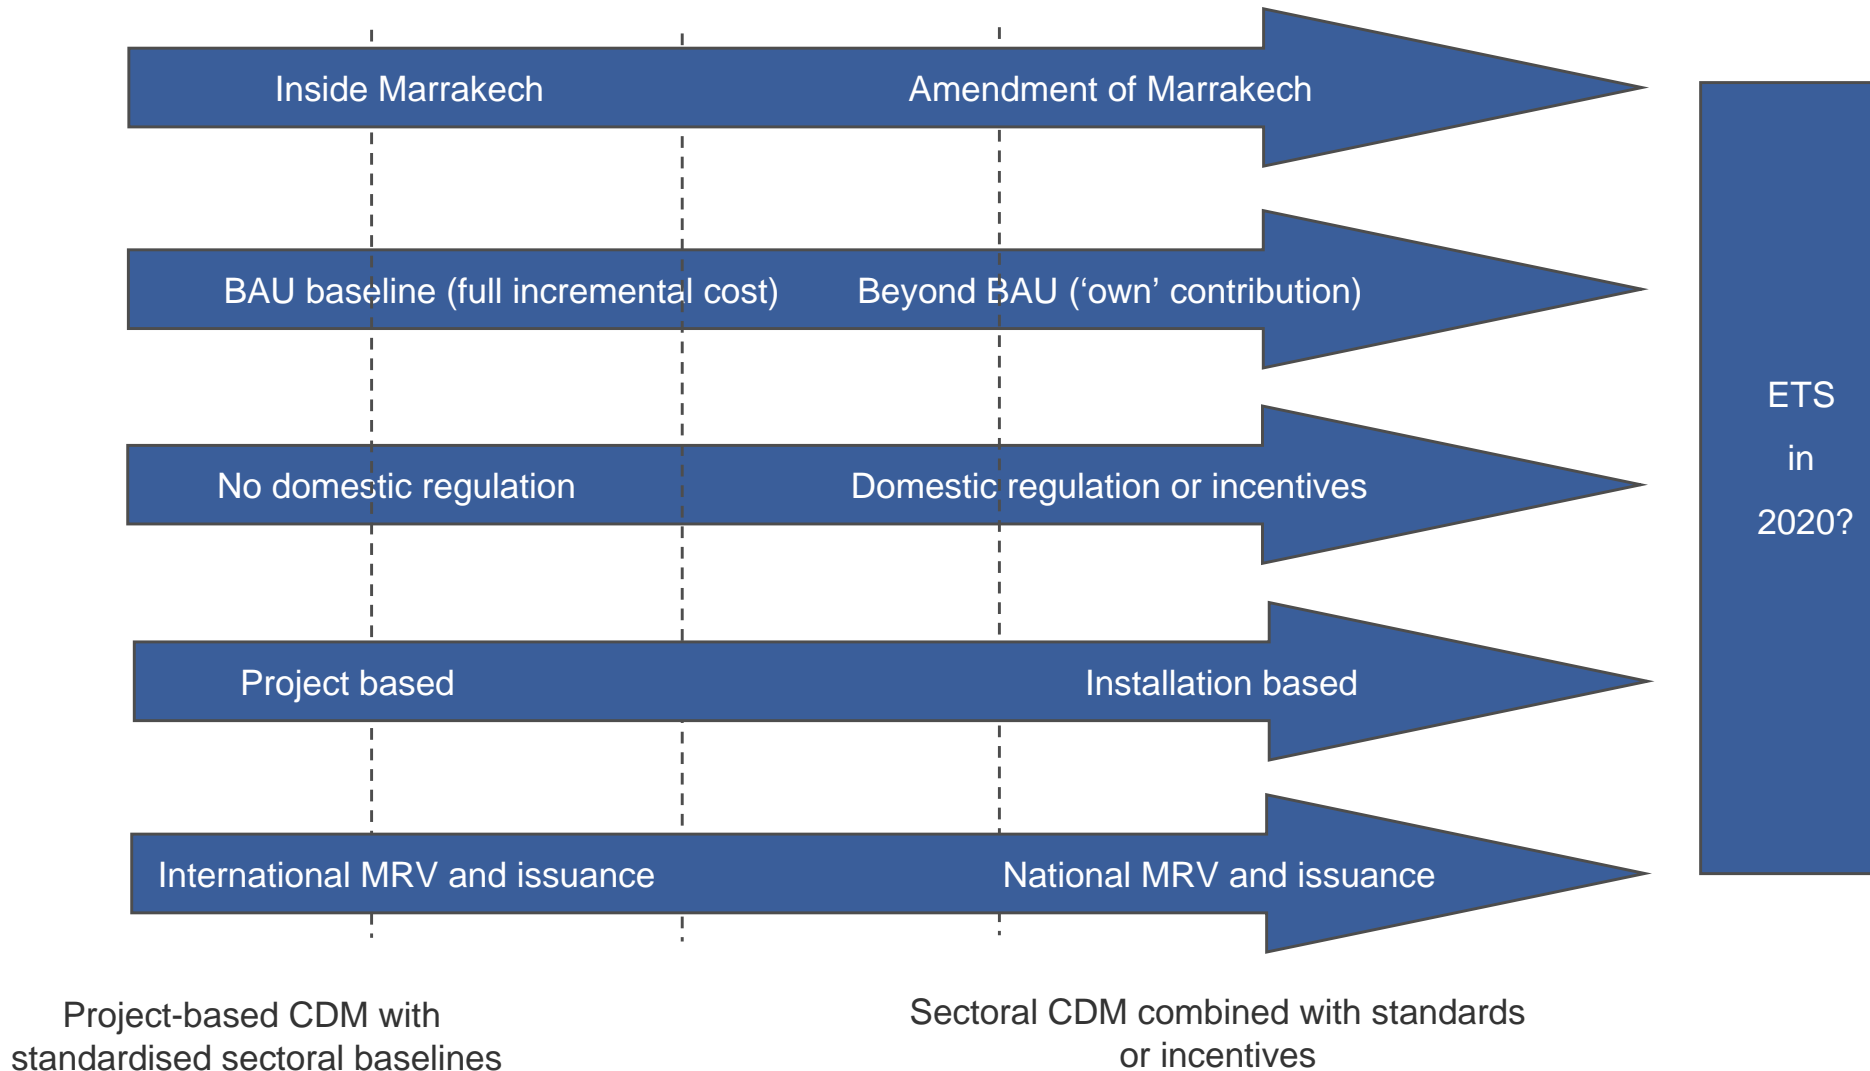 Inside Marrakech
Amendment of Marrakech
BAU baseline (full incremental cost)
Beyond BAU (‘own’ contribution)
No domestic regulation
Domestic regulation or incentives
Project based
Installation based
International MRV and issuance
National MRV and issuance
ETS
in
2020?
Project-based CDM with
standardised sectoral baselines
Sectoral CDM combined with standards
or incentives